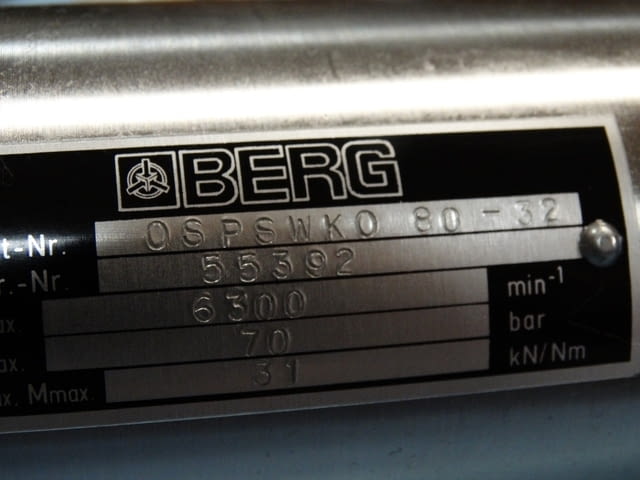 BERG
t-Nr. OSPSWKO 80-32
r.-Nr. 55392
ax. 6300 min-1
ax. 70 bar
ax. Mmax. 31 kN/Nm